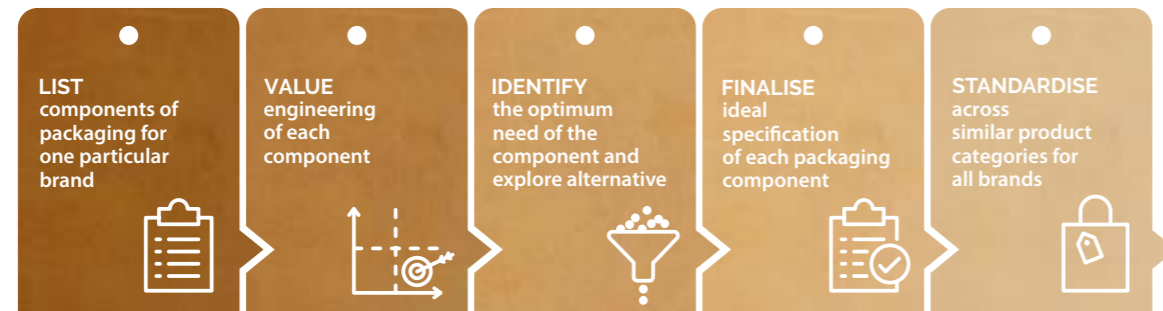 LIST
components of
packaging for
one particular
brand
VALUE
engineering
of each
component
IDENTIFY
the optimum
need of the
component and
explore alternative
FINALISE
ideal
specification
of each packaging
component
STANDARDISE
across
similar product
categories for
all brands